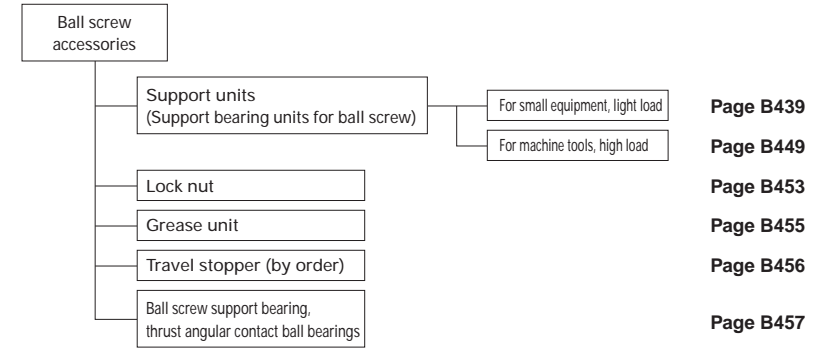 Ball screw
accessories
Support units
(Support bearing units for ball screw)
For small equipment, light load
Page B439
For machine tools, high load
Page B449
Lock nut
Page B453
Grease unit
Page B455
Travel stopper (by order)
Page B456
Ball screw support bearing,
thrust angular contact ball bearings
Page B457